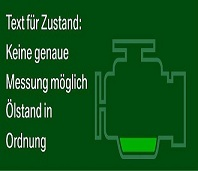 Text für Zustand:
Keine genaue
Messung möglich
Ölstand in
Ordnung